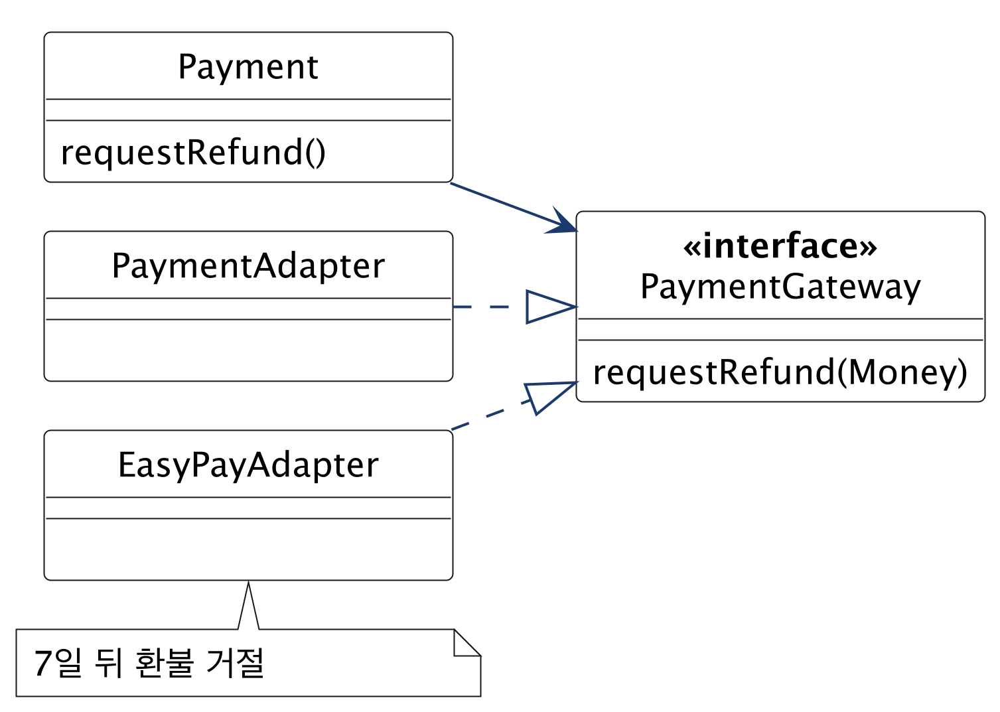 Payment
requestRefund()
PaymentAdapter
«interface»
PaymentGateway
requestRefund(Money)
EasyPayAdapter
7일 뒤 환불 거절